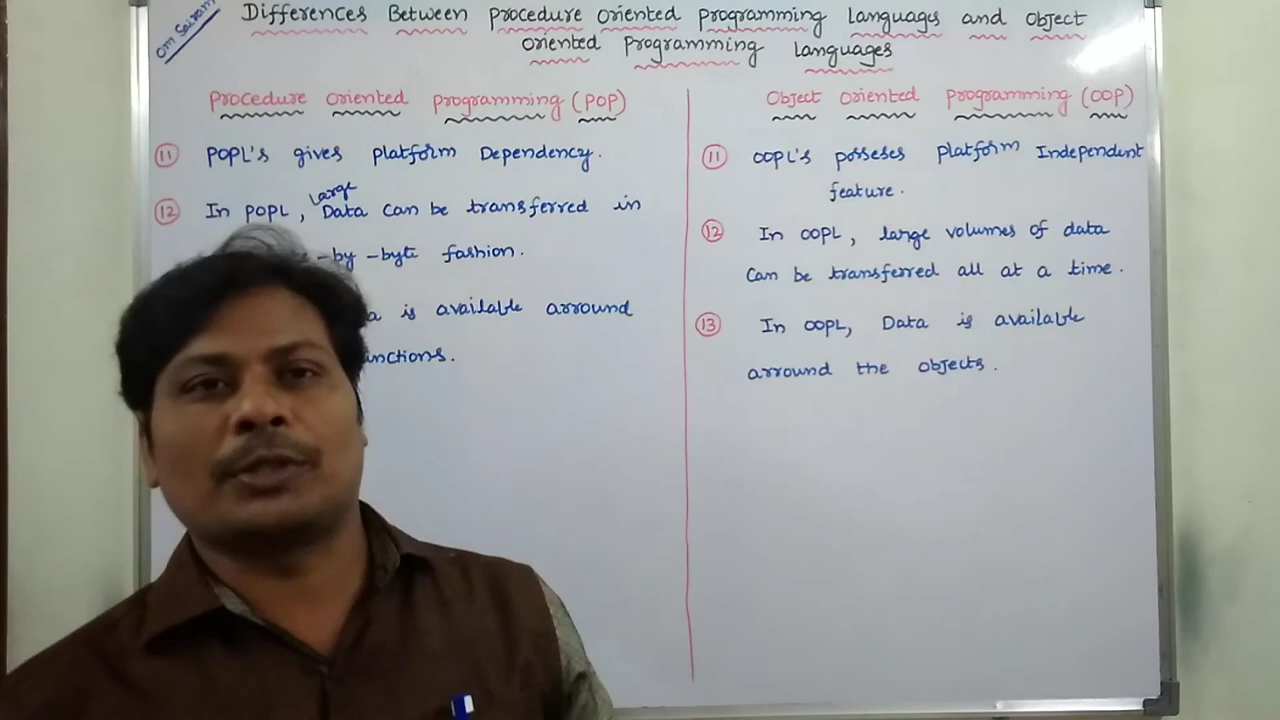 om Sairam
Differences Between procedure oriented programming languages and object
oriented programming languages
procedure oriented programming (POP)
⑪ POPL's gives platform Dependency.
⑫ In POPL, large Data can be transferred in
-by-byte fashion.
is available arround
Object oriented programming (OOP)
⑪ OOPL's posseses platform Independent
feature.
⑫ In OOPL, large volumes of data
can be transferred all at a time.
⑬ In OOPL, Data is available
arround the objects.